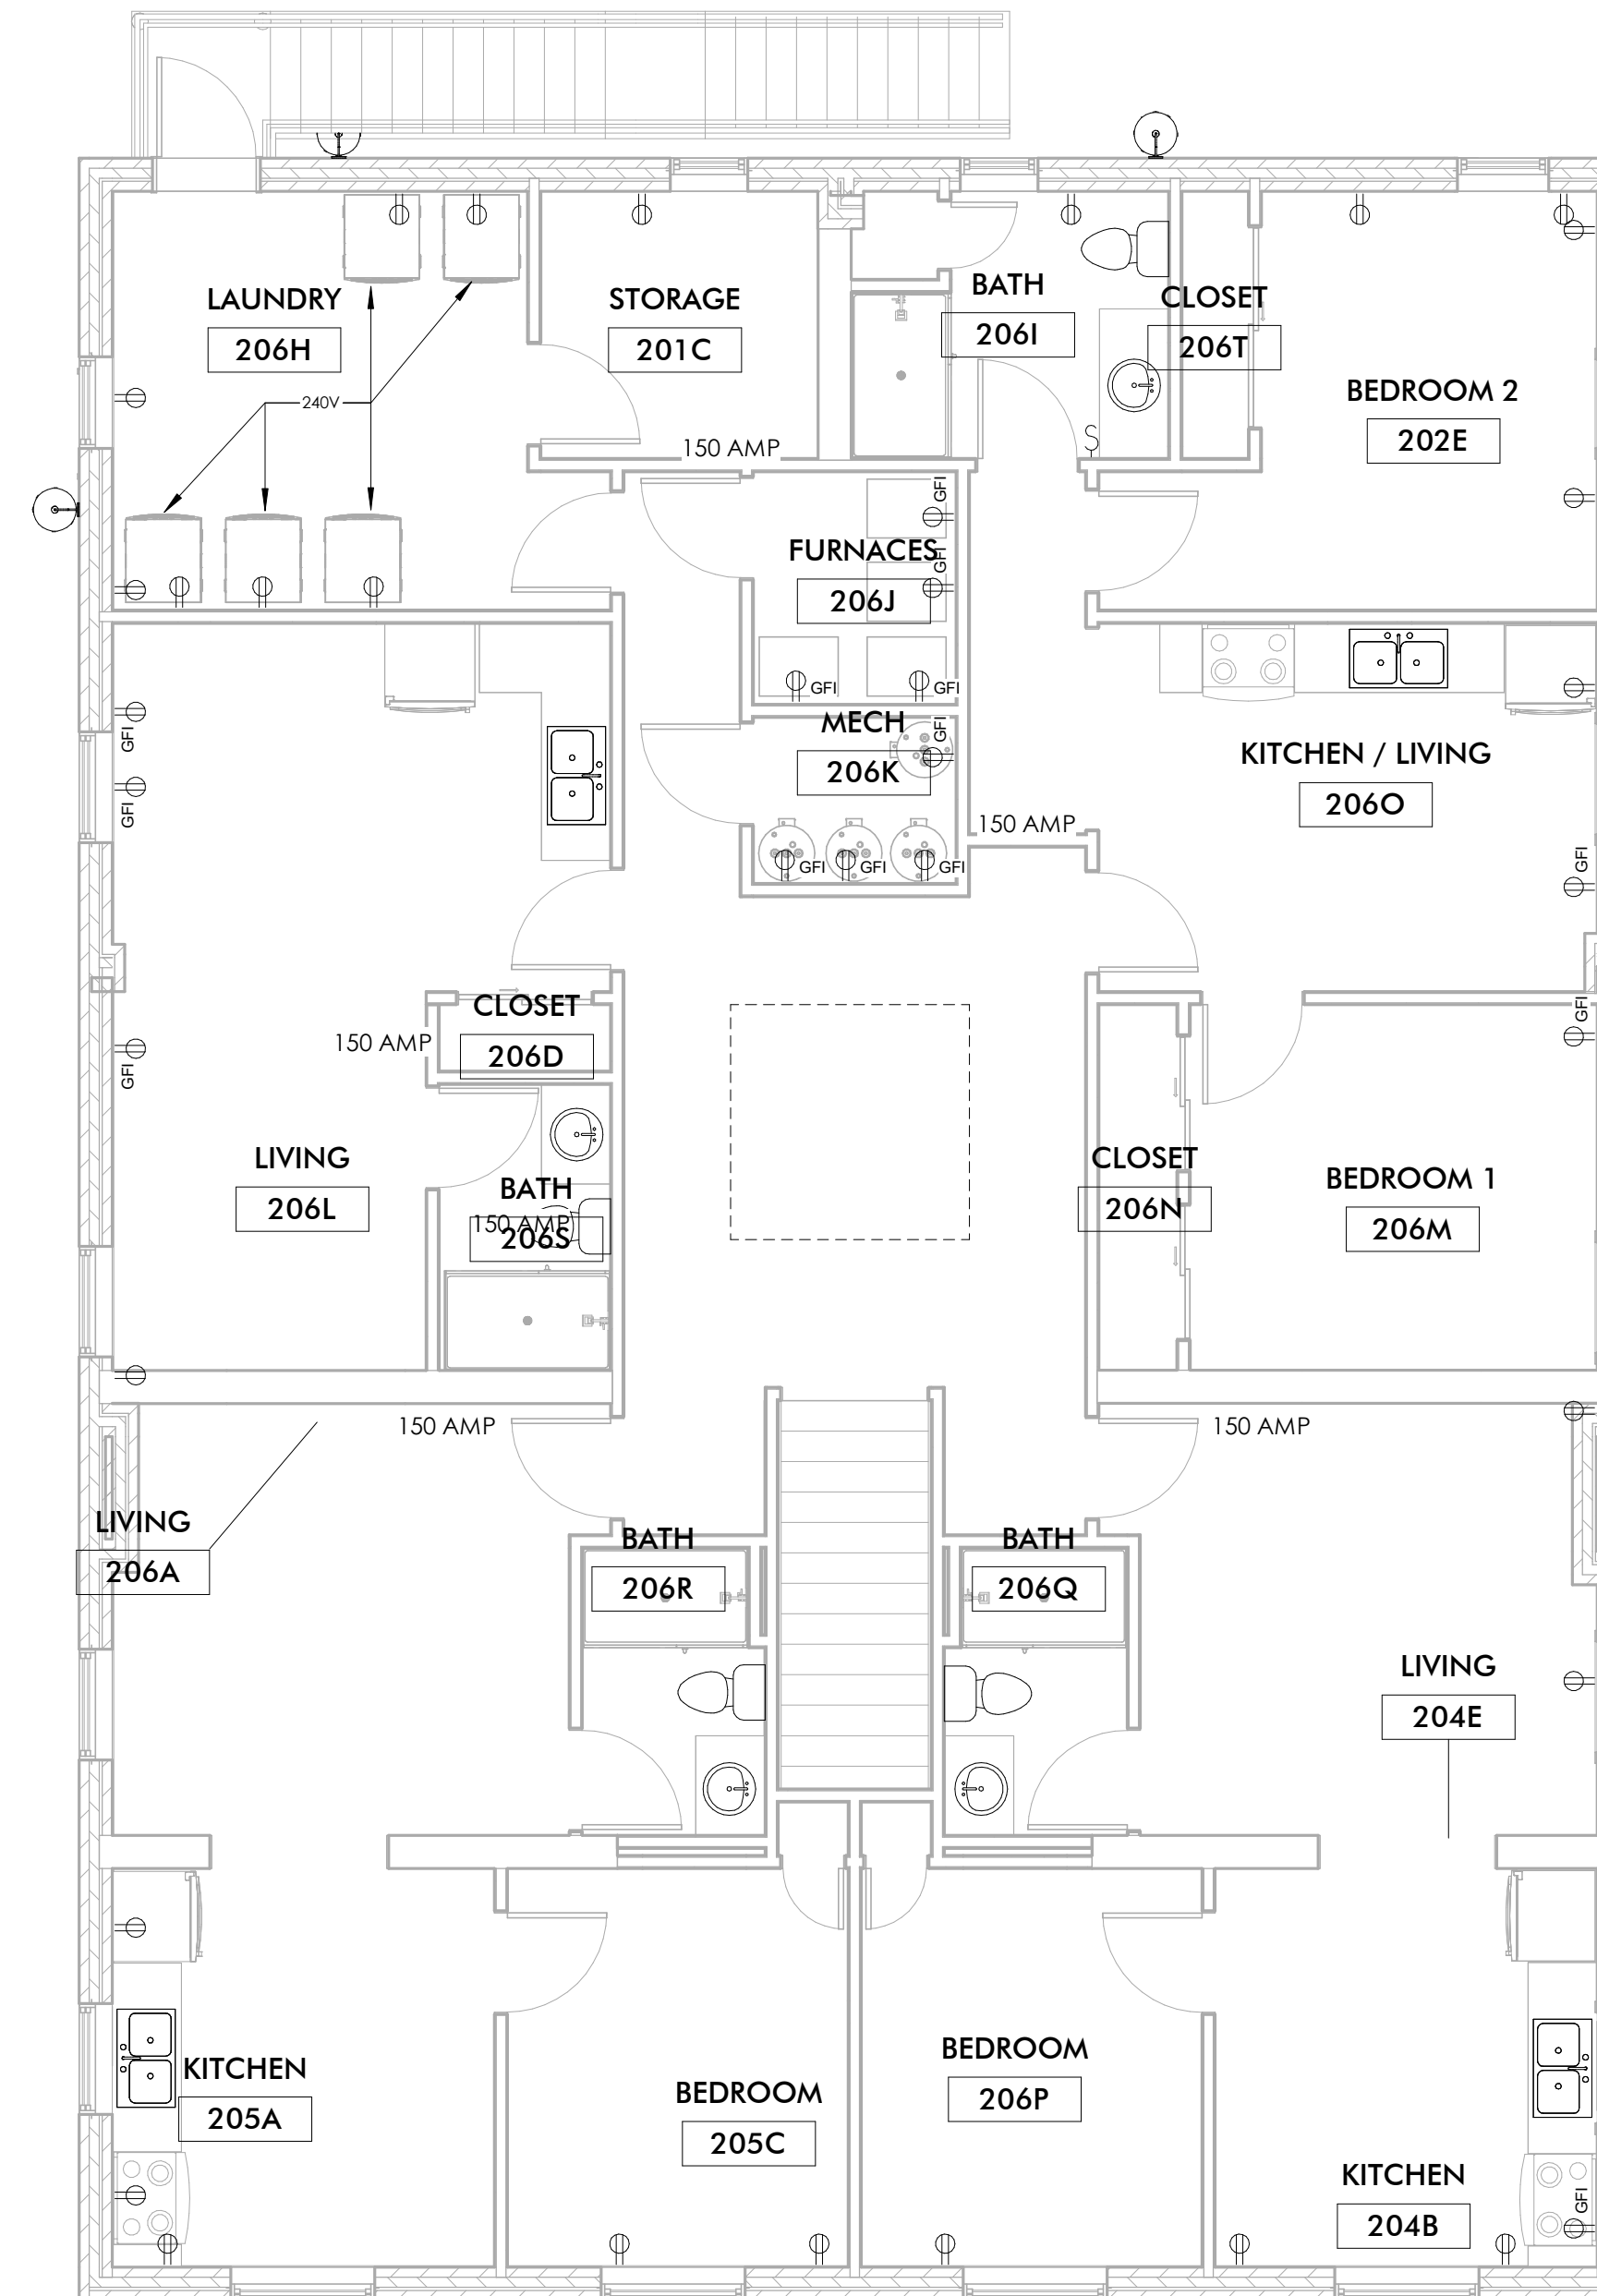 LAUNDRY
206H
STORAGE
201C
BATH
206I
CLOSET
206T
BEDROOM 2
202E
240V
150 AMP
S
GFI
FURNACES
GFI
206J
GFI
GFI
MECH
GFI
206K
GFI
GFI
GFI
GFI
GFI
KITCHEN / LIVING
206O
150 AMP
GFI
CLOSET
206D
150 AMP
GFI
GFI
LIVING
206L
BATH
150 AMP
206S
CLOSET
206N
BEDROOM 1
206M
150 AMP
150 AMP
LIVING
206A
BATH
206R
BATH
206Q
LIVING
204E
KITCHEN
205A
BEDROOM
205C
BEDROOM
206P
KITCHEN
204B
GFI